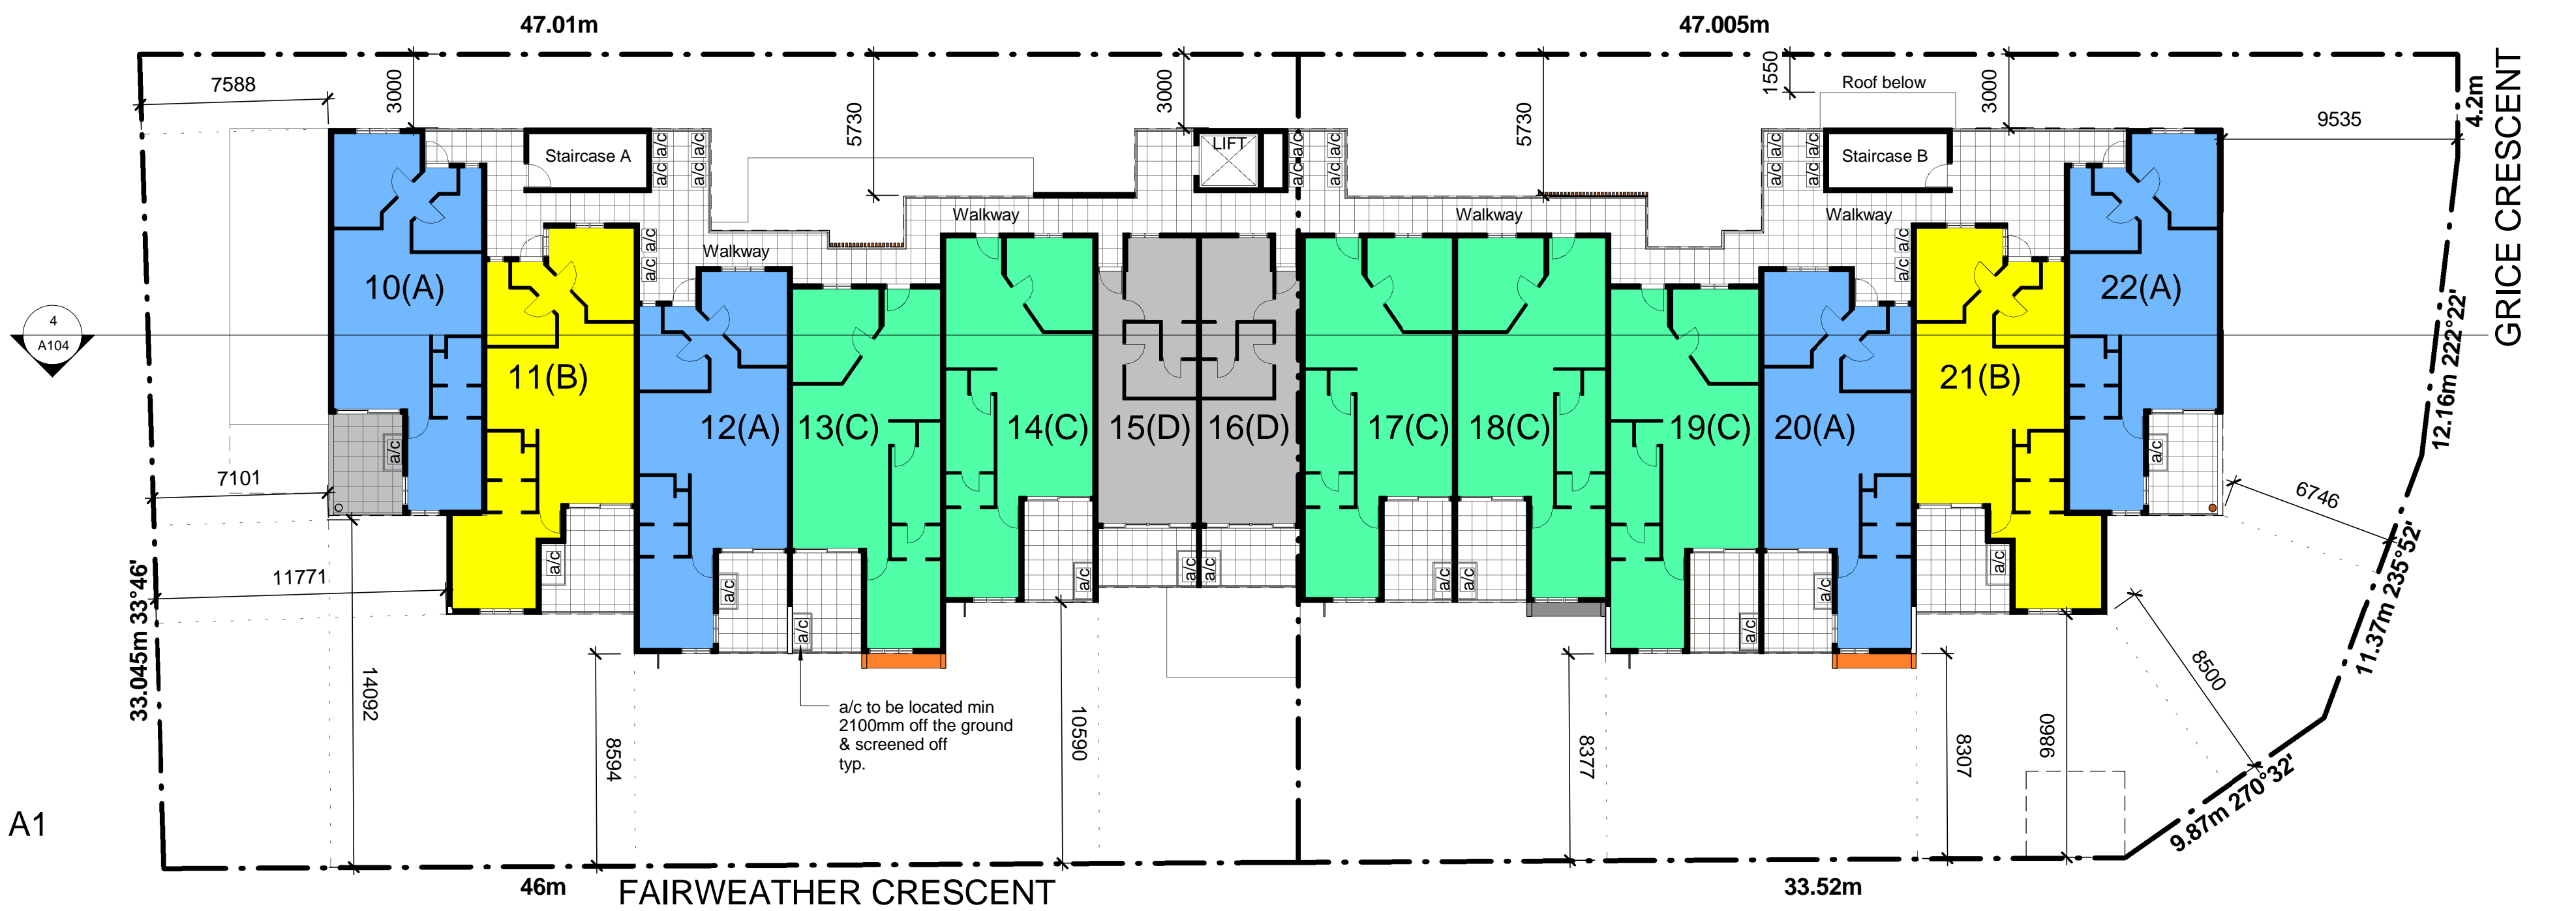 47.01m
47.005m
GRICE CRESCENT
4.2m
7588
3000
5730
3000
5730
1550
Roof below
3000
9535
Staircase A
a/c
a/c
a/c
a/c
LIFT
a/c
a/c
a/c
a/c
a/c
a/c
a/c
a/c
Staircase B
Walkway
Walkway
Walkway
Walkway
a/c
a/c
a/c
a/c
10(A)
11(B)
12(A)
13(C)
14(C)
15(D)
16(D)
17(C)
18(C)
19(C)
20(A)
21(B)
22(A)
4
A104
12.16m 222°22'
a/c
a/c
7101
6746
11771
a/c
a/c
a/c
a/c
a/c
a/c
a/c
a/c
a/c
a/c
a/c
a/c
33.045m 33°46'
11.37m 235°52'
14092
8594
a/c to be located min
2100mm off the ground
& screened off
typ.
10590
8377
8307
9860
8500
9.87m 270°32'
A1
46m
FAIRWEATHER CRESCENT
33.52m